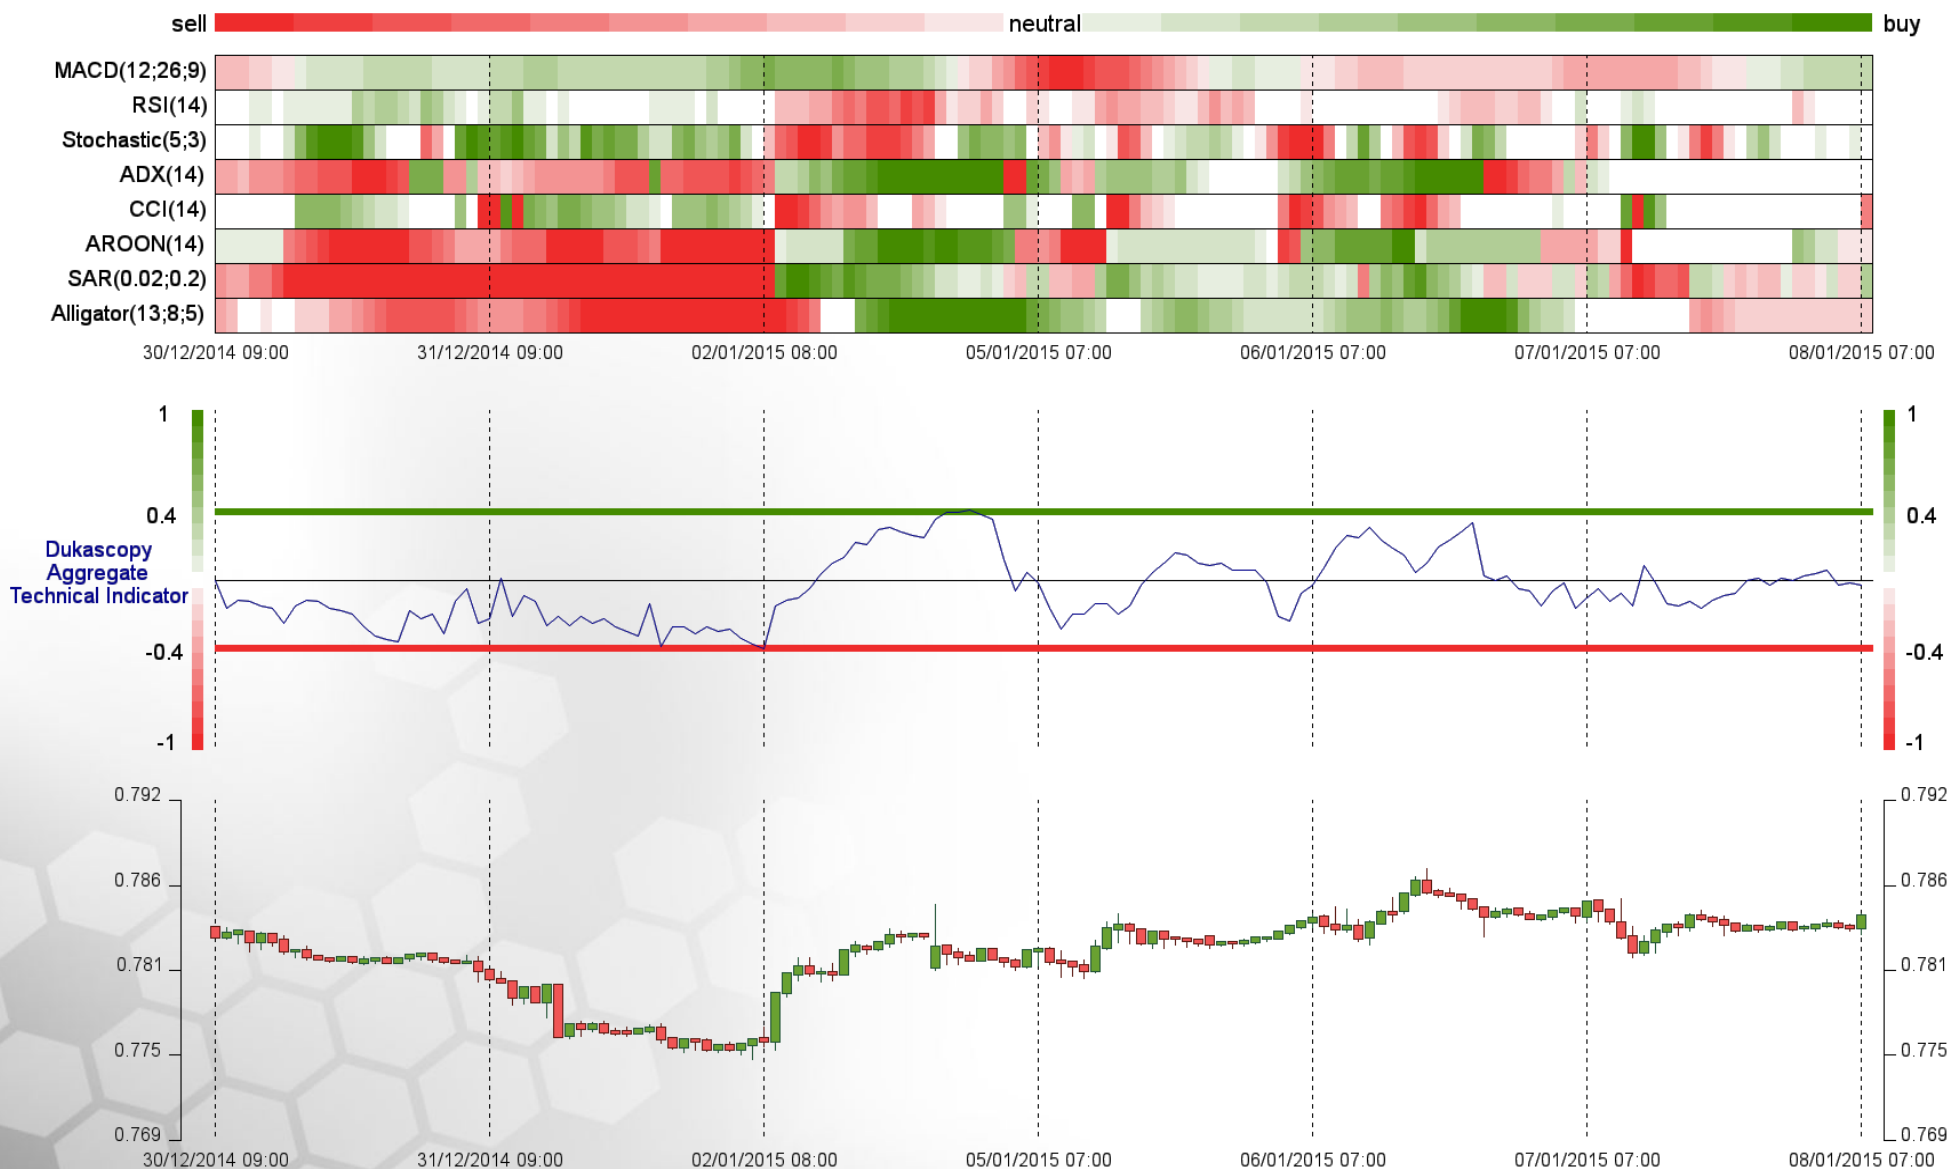 sell neutral buy
MACD(12;26;9)
RSI(14)
Stochastic(5;3)
ADX(14)
CCI(14)
AROON(14)
SAR(0.02;0.2)
Alligator(13;8;5)
30/12/2014 09:00 31/12/2014 09:00 02/01/2015 08:00 05/01/2015 07:00 06/01/2015 07:00 07/01/2015 07:00 08/01/2015 07:00
1 1
0.4 0.4
Dukascopy
Aggregate
Technical Indicator
-0.4 -0.4
-1 -1
0.792 0.792
0.786 0.786
0.781 0.781
0.775 0.775
0.769 0.769
30/12/2014 09:00 31/12/2014 09:00 02/01/2015 08:00 05/01/2015 07:00 06/01/2015 07:00 07/01/2015 07:00 08/01/2015 07:00